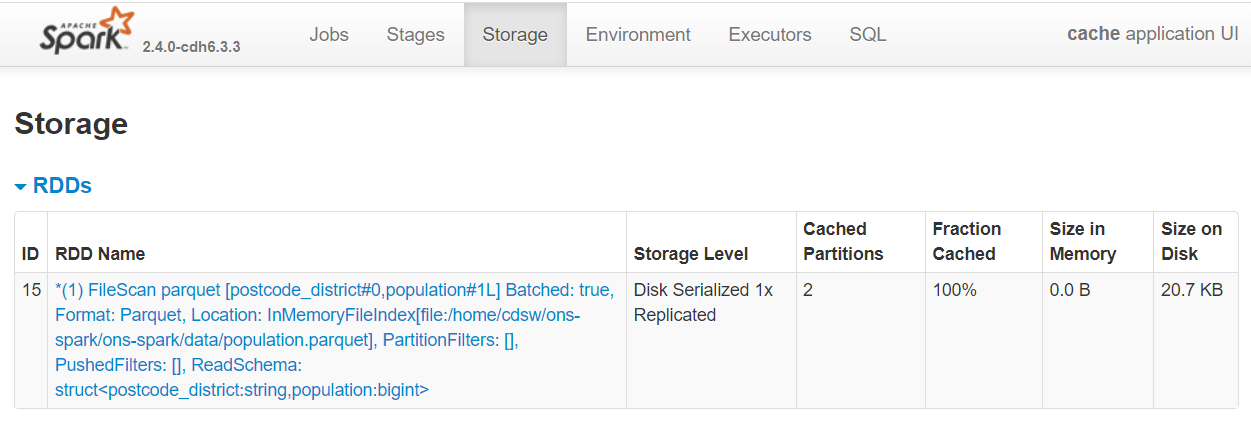 APACHE
Spark 2.4.0-cdh6.3.3
Jobs Stages Storage Environment Executors SQL cache application UI
Storage
RDDs
ID RDD Name Storage Level Cached Partitions Fraction Cached Size in Memory Size on Disk
15
*(1) FileScan parquet [postcode_district#0,population#1L] Batched: true,
Format: Parquet, Location: InMemoryFileIndex[file:/home/cdsw/ons-
spark/ons-spark/data/population.parquet], PartitionFilters: [],
PushedFilters: [], ReadSchema:
struct<postcode_district:string,population:bigint>
Disk Serialized 1x
Replicated
2
100%
0.0 B
20.7 KB